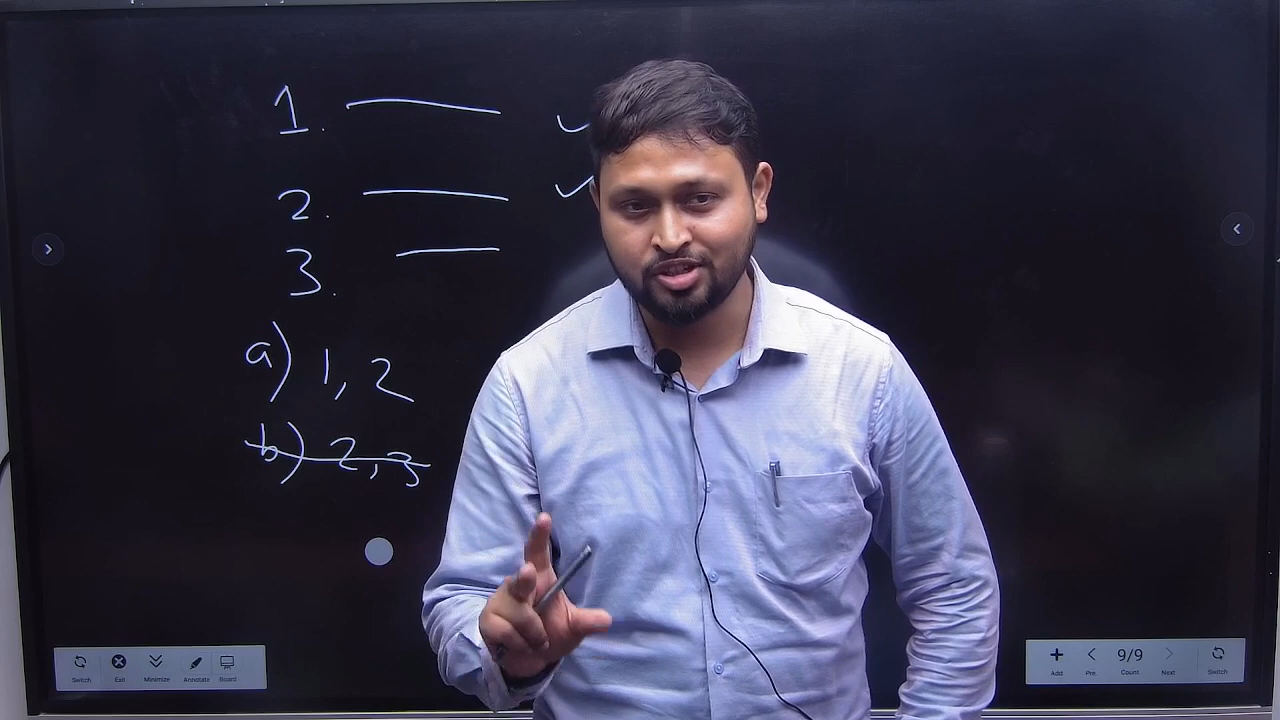 1.
2.
3.
a) 1, 2
b) 2, 3
Switch Exit Minimize Annotate Board
9/9
Add Pre. Count Next Switch